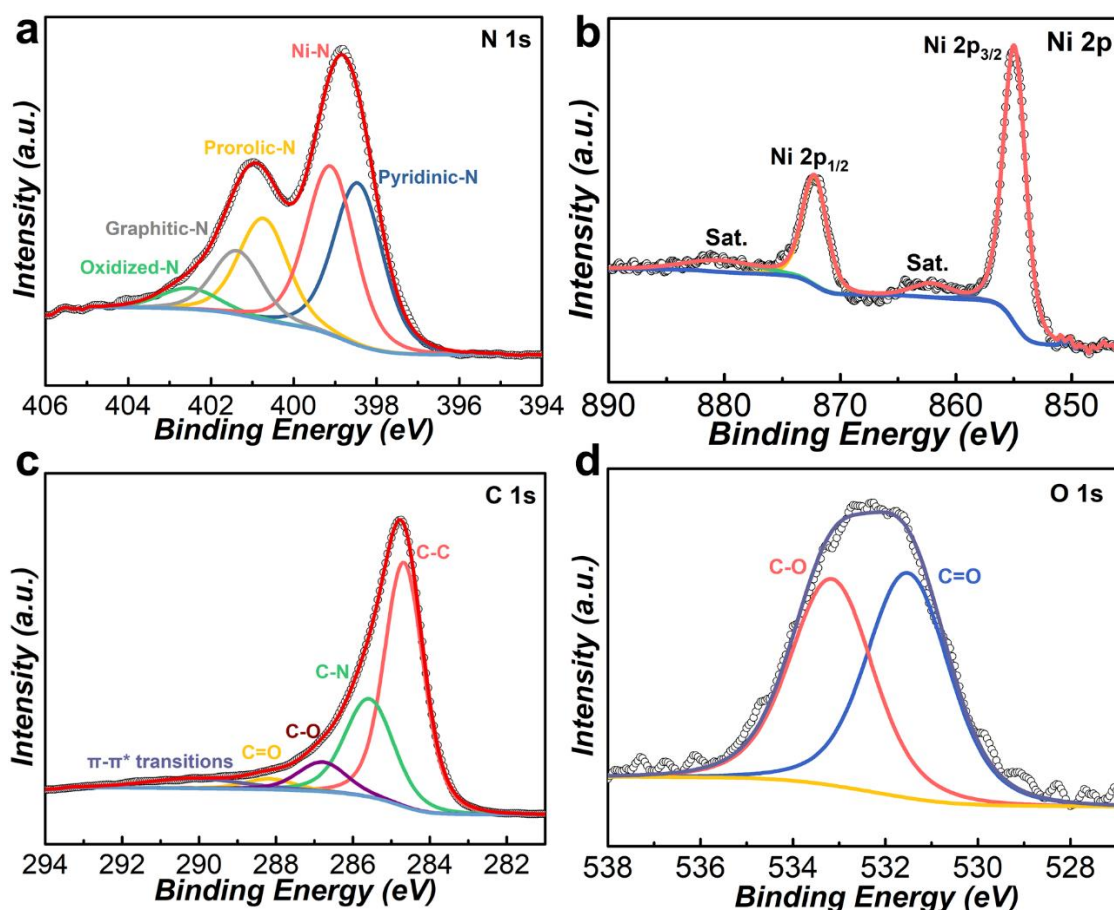 a
N 1s
Ni-N
Prorolic-N
Pyridinic-N
Graphitic-N
Oxidized-N
Intensity (a.u.)
406 404 402 400 398 396 394
Binding Energy (eV)
b
Ni 2p
Ni 2p3/2
Ni 2p1/2
Sat.
Sat.
Intensity (a.u.)
890 880 870 860 850
Binding Energy (eV)
c
C 1s
C-C
C-N
C-O
C=O
π-π* transitions
Intensity (a.u.)
294 292 290 288 286 284 282
Binding Energy (eV)
d
O 1s
C-O
C=O
Intensity (a.u.)
538 536 534 532 530 528
Binding Energy (eV)